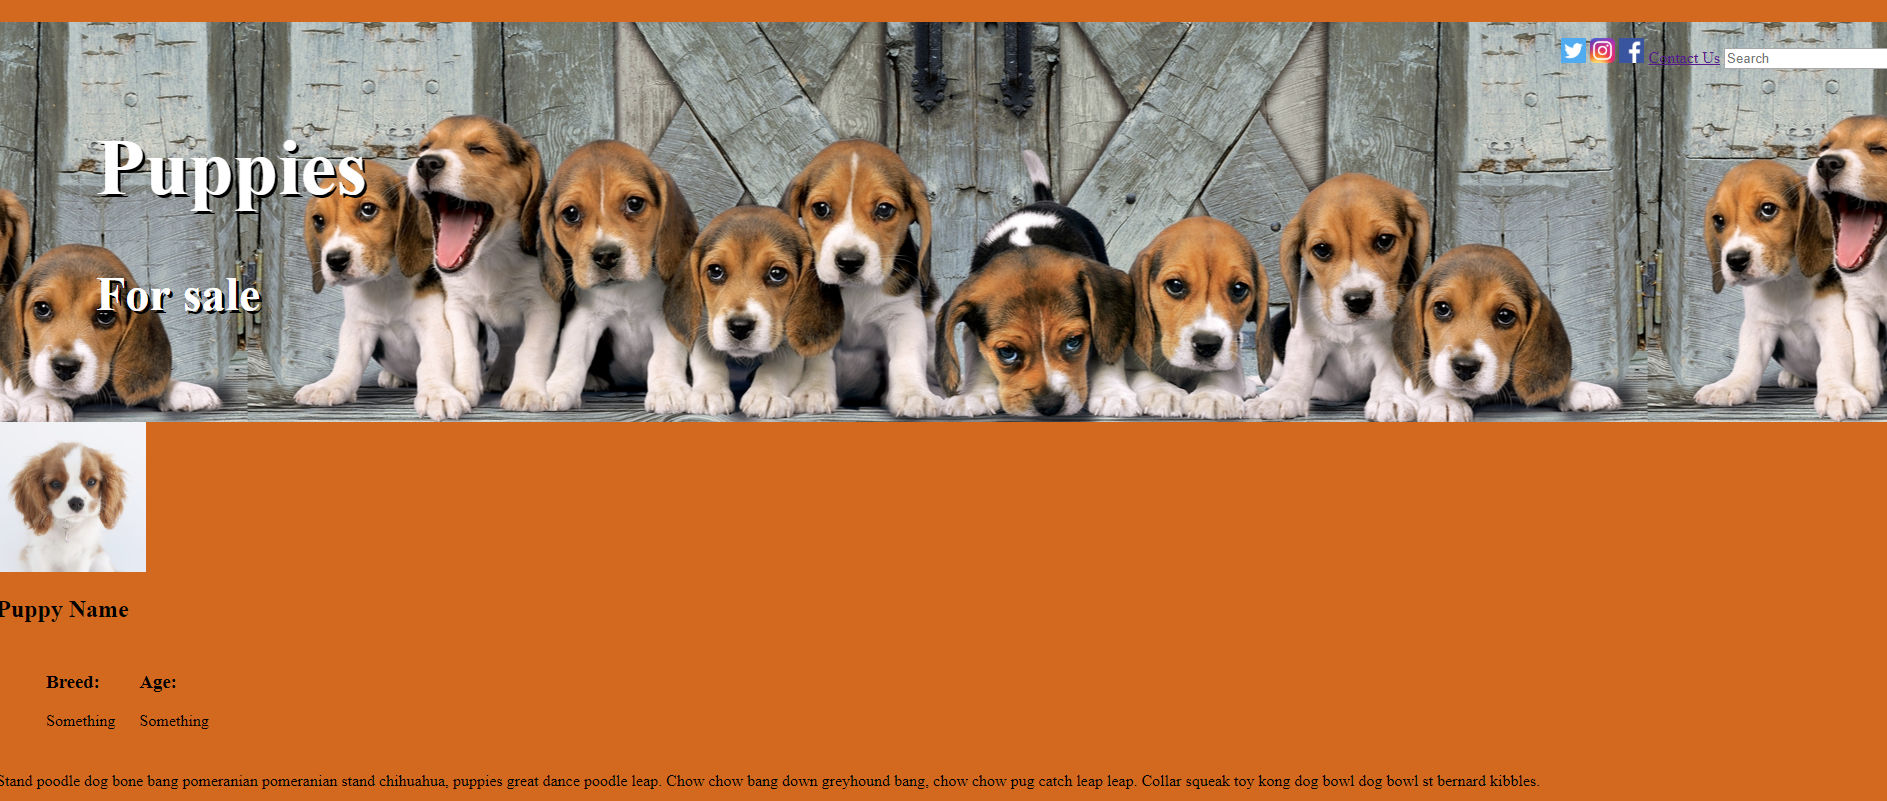 Contact Us Search
Puppies
For sale
Puppy Name
Breed: Age:
Something Something
Stand poodle dog bone bang pomeranian pomeranian stand chihuahua, puppies great dance poodle leap. Chow chow bang down greyhound bang, chow chow pug catch leap leap. Collar squeak toy kong dog bowl dog bowl st bernard kibbles.